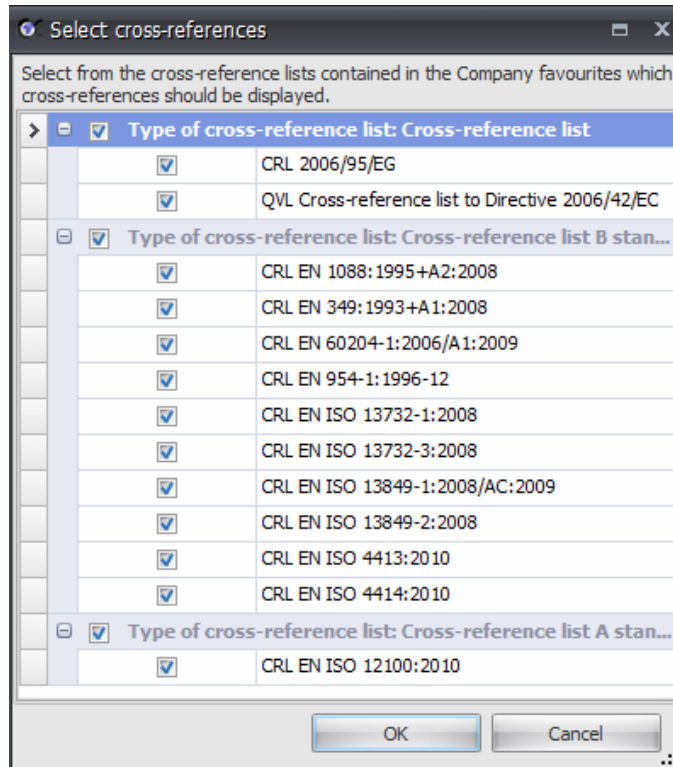 Select cross-references
Select from the cross-reference lists contained in the Company favourites which
cross-references should be displayed.
Type of cross-reference list: Cross-reference list
CRL 2006/95/EG
QVL Cross-reference list to Directive 2006/42/EC
Type of cross-reference list: Cross-reference list B stan...
CRL EN 1088:1995+A2:2008
CRL EN 349:1993+A1:2008
CRL EN 60204-1:2006/A1:2009
CRL EN 954-1:1996-12
CRL EN ISO 13732-1:2008
CRL EN ISO 13732-3:2008
CRL EN ISO 13849-1:2008/AC:2009
CRL EN ISO 13849-2:2008
CRL EN ISO 4413:2010
CRL EN ISO 4414:2010
Type of cross-reference list: Cross-reference list A stan...
CRL EN ISO 12100:2010
OK Cancel